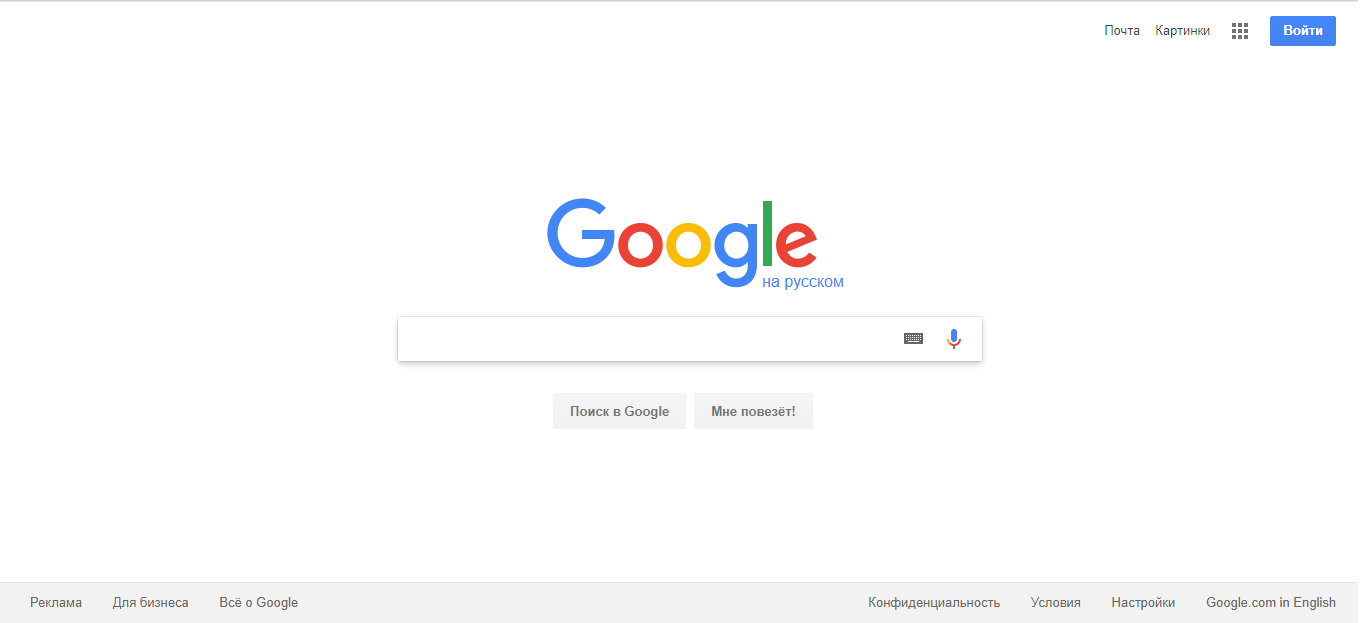 Почта Картинки Войти
Google
на русском
Поиск в Google Мне повезёт!
Реклама Для бизнеса Всё о Google Конфиденциальность Условия Настройки Google.com in English